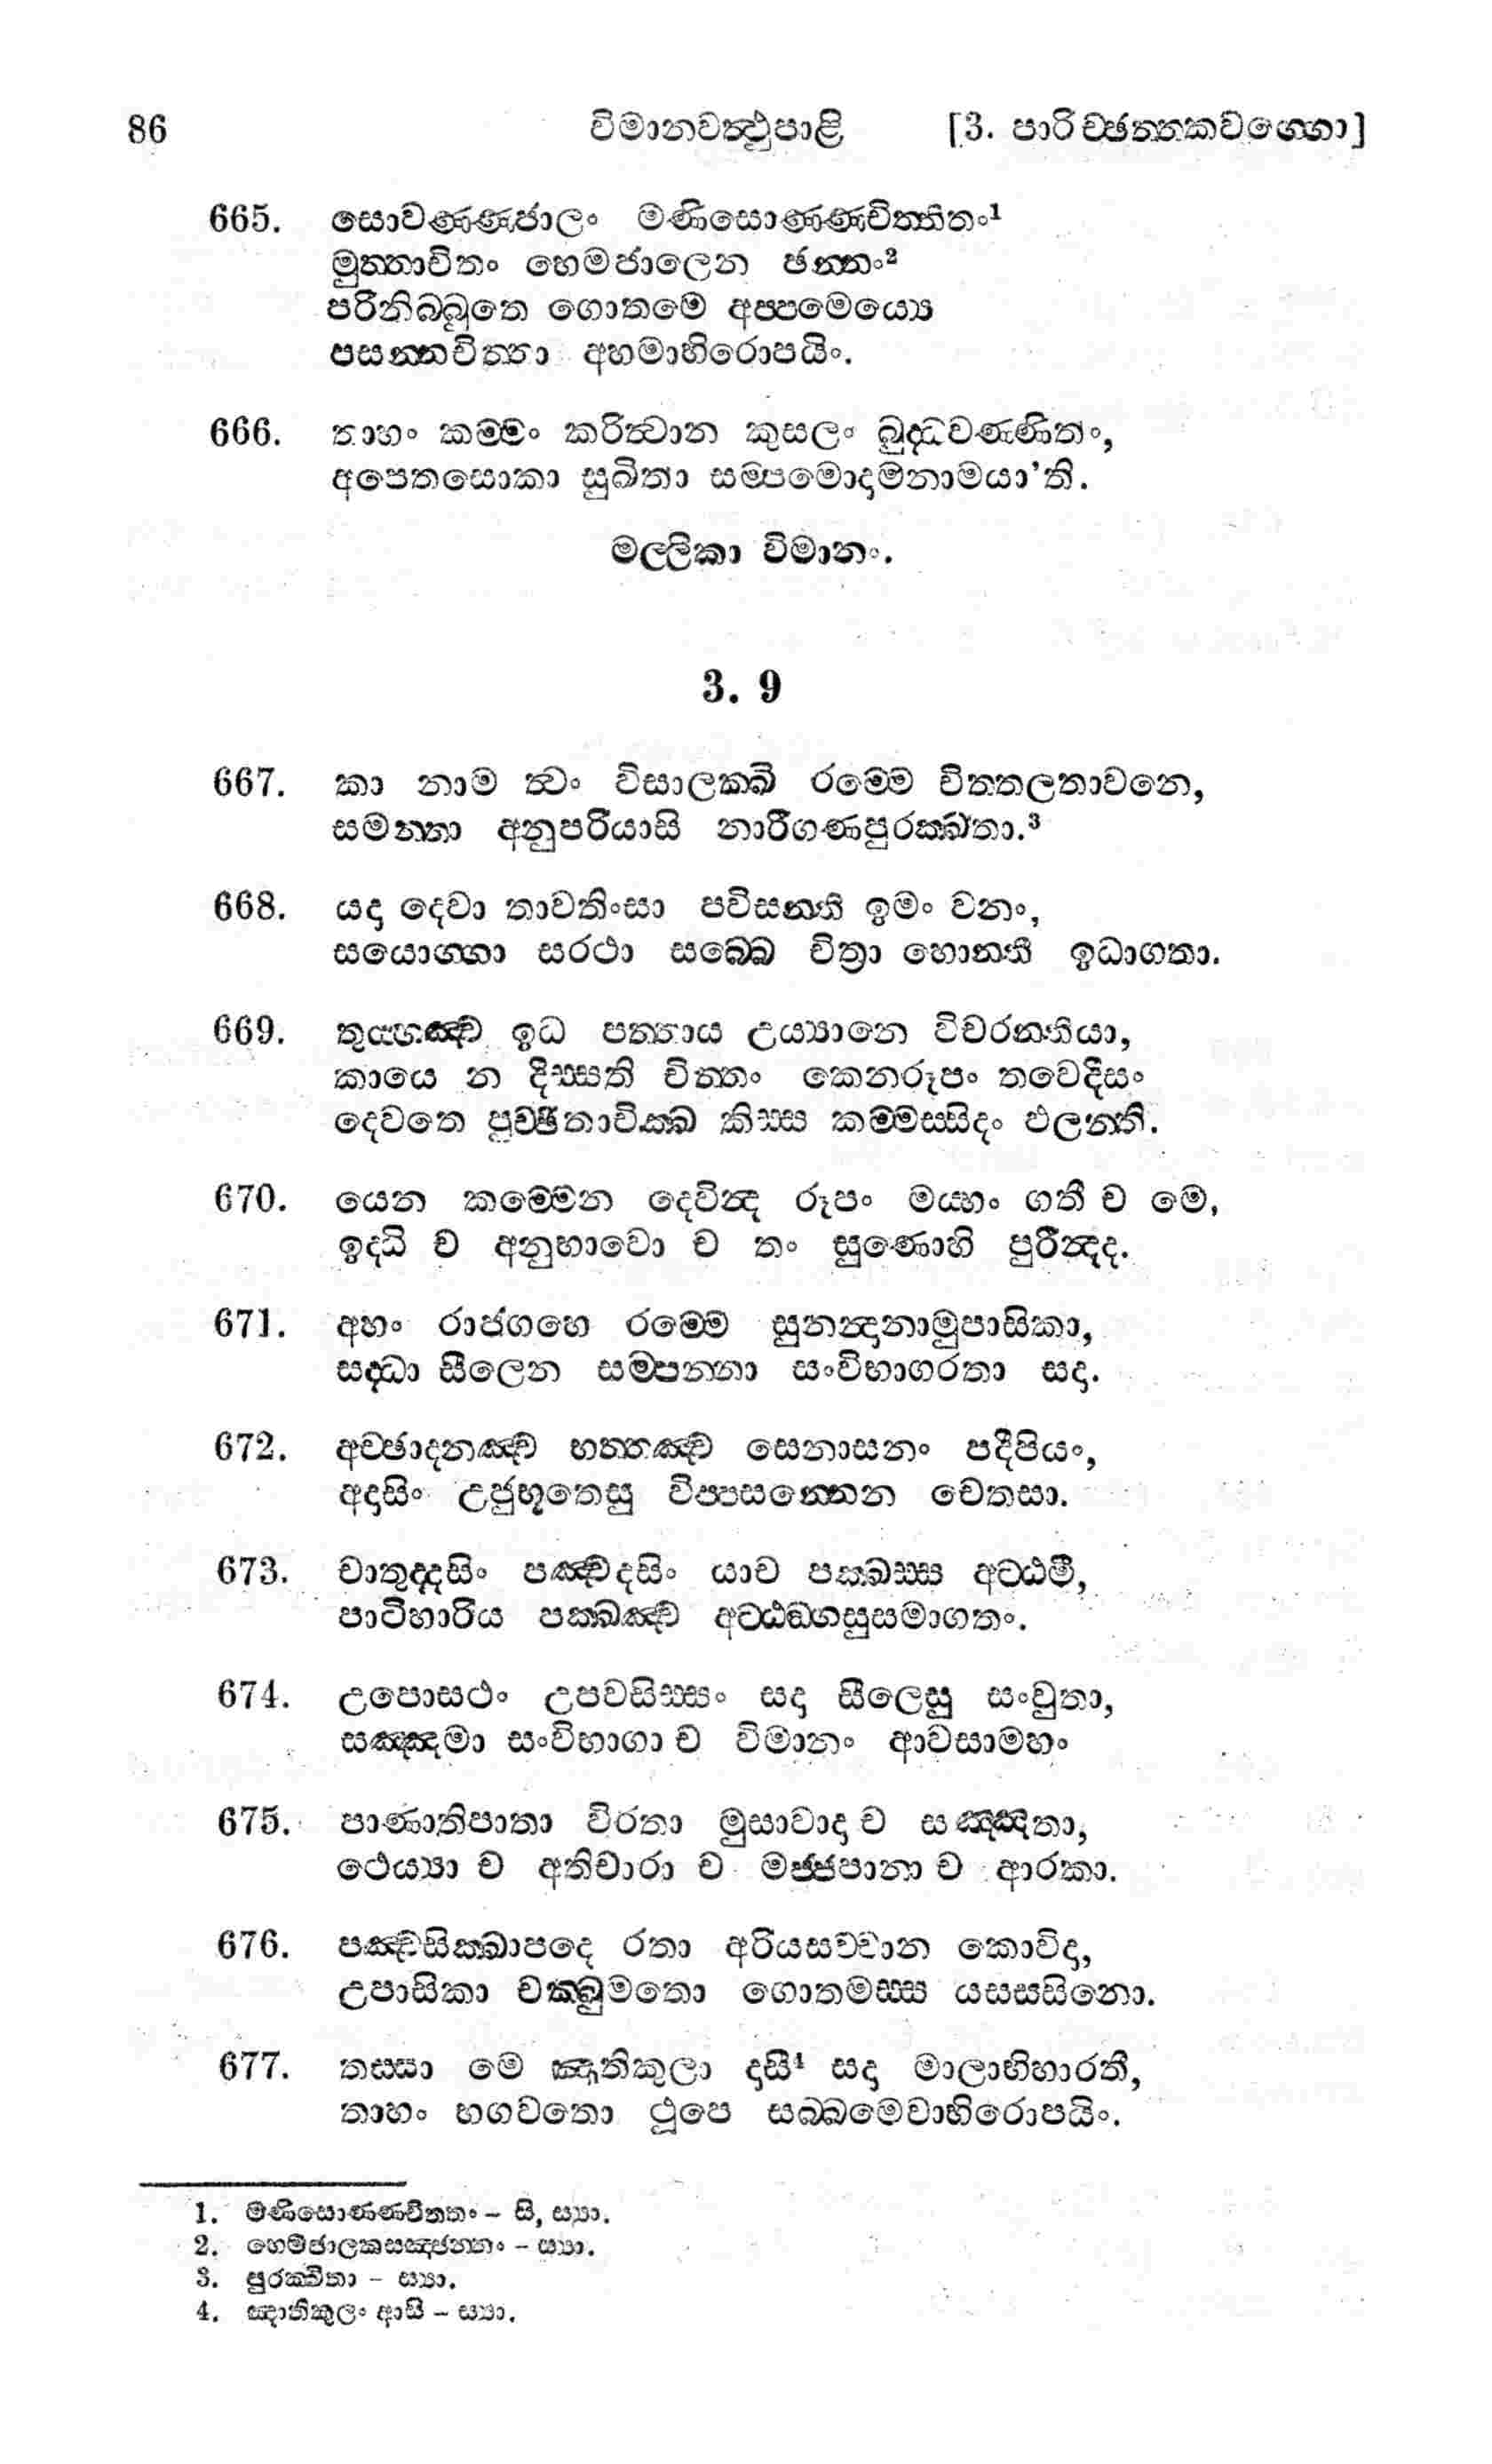 86 විමානවත්ථුපාළි [3. පාරිච්ඡත්තකවග්ගො]
665. සොවණ්ණජාලං මණිසොණ්ණචිත්තිතං¹
මුත්තාචිතං හෙමජාලෙන ඡන්නං²
පරිනිබ්බුතෙ ගොතමෙ අප්පමෙය්යෙ
පසන්නචිත්තා අහමාභිරොපයිං.
666. තාහං කම්මං කරිත්වාන කුසලං බුද්ධවණ්ණිතං,
අපෙතසොකා සුඛිතා සම්පමොදාමනාමයා’ති.
මල්ලිකා විමානං.
3. 9
667. කා නාම ත්වං විසාලක්ඛි රම්මෙ චිත්තලතාවනෙ,
සමන්තා අනුපරියාසි නාරීගණපුරක්ඛතා.³
668. යදා දෙවා තාවතිංසා පවිසන්ති ඉමං වනං,
සයොග්ගා සරථා සබ්බෙ චිත්රා හොන්ති ඉධාගතා.
669. තුය්හඤ්ච ඉධ පත්තාය උය්යානෙ විචරන්තියා,
කායෙ න දිස්සති චිත්තං කෙනරූපං තවෙදිසං
දෙවතෙ පුච්ඡිතාචික්ඛ කිස්ස කම්මස්සිදං ඵලන්ති.
670. යෙන කම්මෙන දෙවින්ද රූපං මය්හං ගතී ච මෙ,
ඉද්ධි ච අනුභාවො ච තං සුණොහි පුරින්දද.
671. අහං රාජගහෙ රම්මෙ සුනන්දානාමුපාසිකා,
සද්ධා සීලෙන සම්පන්නා සංවිභාගරතා සදා.
672. අච්ඡාදනඤ්ච භත්තඤ්ච සෙනාසනං පදීපියං,
අදාසිං උජුභූතෙසු විප්පසන්නෙන චෙතසා.
673. චාතුද්දසිං පඤ්චදසිං යාච පක්ඛස්ස අට්ඨමී,
පාටිහාරිය පක්ඛඤ්ච අට්ඨඞ්ගසුසමාගතං.
674. උපොසථං උපවසිස්සං සදා සීලෙසු සංවුතා,
සඤ්ඤමා සංවිභාගා ච විමානං ආවසාමහං
675. පාණාතිපාතා විරතා මුසාවාදා ච සඤ්ඤතා,
ථෙය්යා ච අතිචාරා ච මජ්ජපානා ච ආරකා.
676. පඤ්චසික්ඛාපදෙ රතා අරියසච්චාන කොවිදා,
උපාසිකා චක්ඛුමතො ගොතමස්ස යසස්සිනො.
677. තස්සා මෙ ඤාතිකුලා දාසී⁴ සදා මාලාභිහාරතී,
තාහං භගවතො ථූපෙ සබ්බමෙවාභිරොපයිං.
1. මණිසොණ්ණචිත්තං – සි, ස්යා.
2. හෙමජාලකසඤ්ඡන්නං – ස්යා.
3. පුරක්ඛිතා – ස්යා.
4. ඤාතිකුලං ආසි – ස්යා.